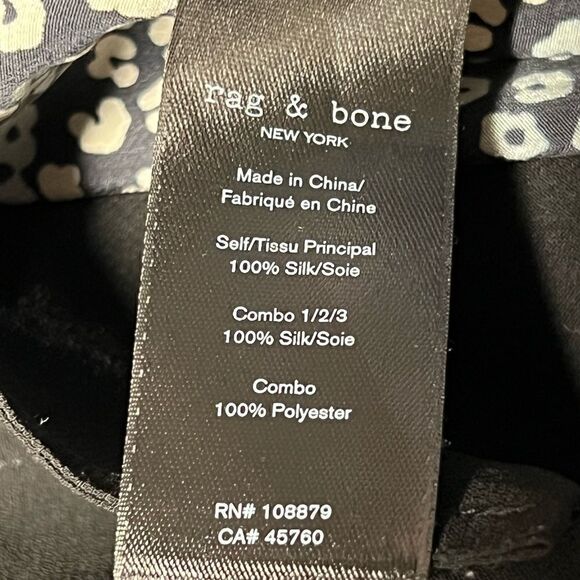 rag & bone
NEW YORK
Made in China/
Fabriqué en Chine
Self/Tissu Principal
100% Silk/Soie
Combo 1/2/3
100% Silk/Soie
Combo
100% Polyester
RN# 108879
CA# 45760